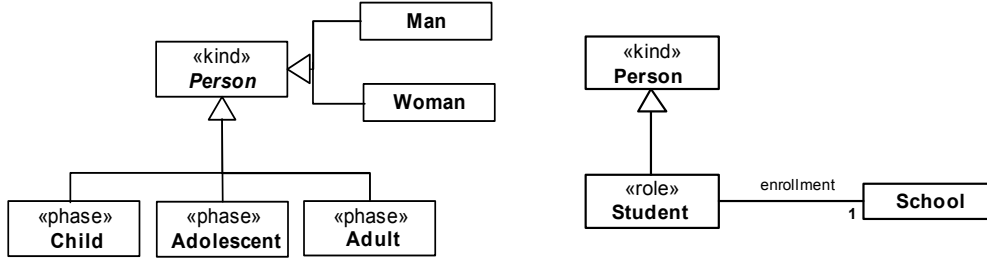 Man
«kind»
Person
Woman
«phase»
Child
«phase»
Adolescent
«phase»
Adult
«kind»
Person
«role»
Student
enrollment
1
School